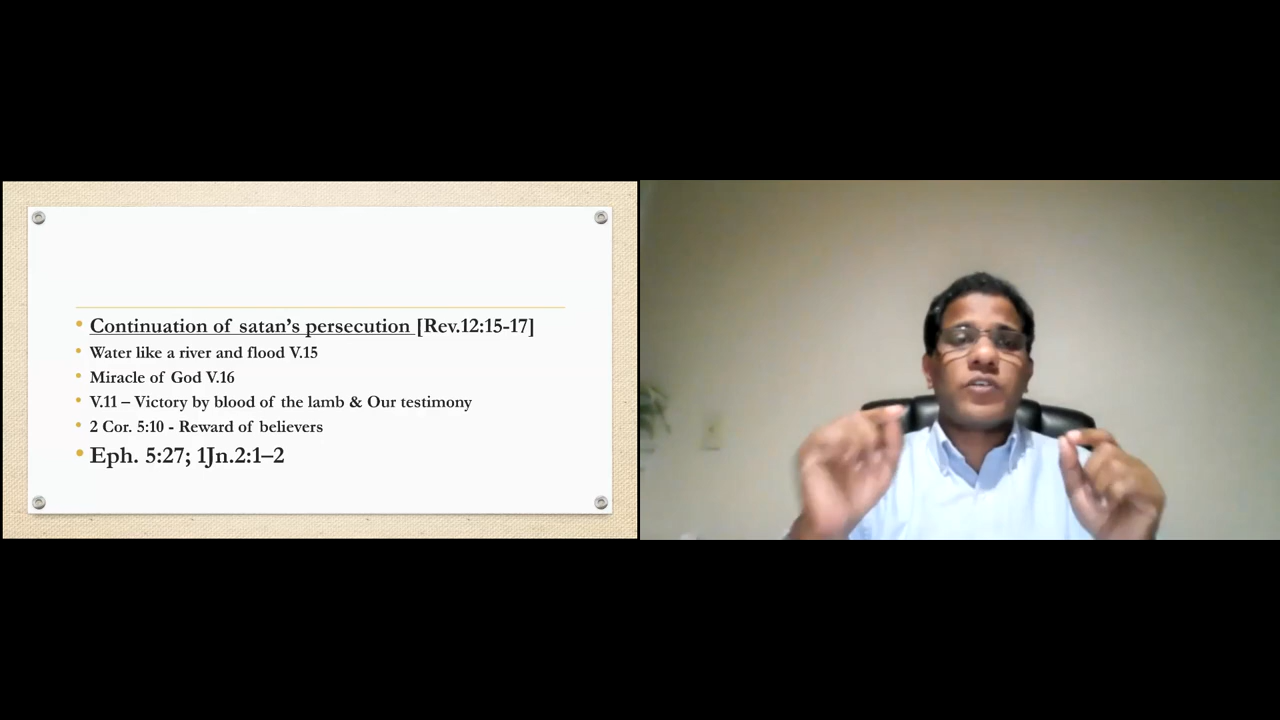 Continuation of satan's persecution [Rev.12:15-17]
Water like a river and flood V.15
Miracle of God V.16
V.11 – Victory by blood of the lamb & Our testimony
2 Cor. 5:10 - Reward of believers
Eph. 5:27; 1Jn.2:1–2